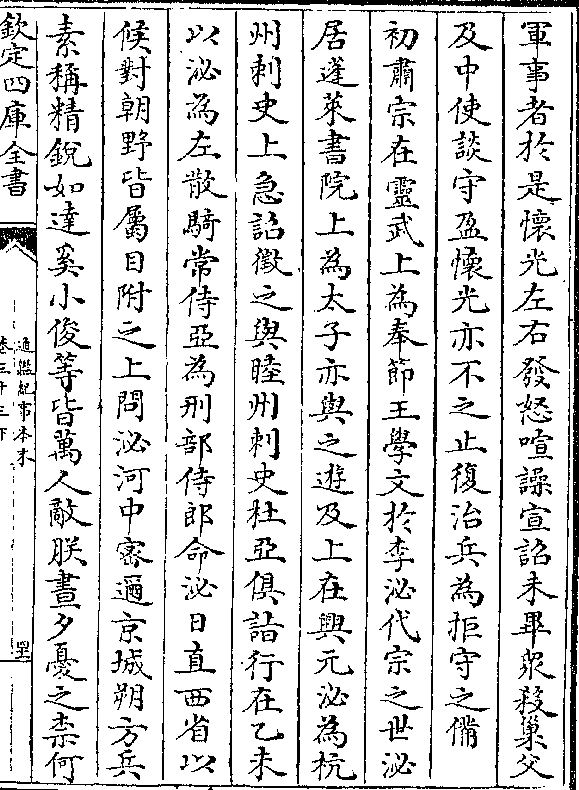 軍事者於是懷光左右發怒喧譟宣詔未畢衆殺巢父
及中使談守盈懷光亦不之止復治兵為拒守之備
初肅宗在靈武上為奉節王學文於李泌代宗之世泌
居蓬萊書院上為太子亦與之遊及上在興元泌為杭
州刺史上急詔徵之與睦州刺史杜亞俱詣行在乙未
以泌為左散騎常侍亞為刑部侍郎命泌日直西省以
候對朝野皆屬目附之上問泌河中密邇京城朔方兵
素稱精銳如達奚小俊等皆萬人敵朕晝夕憂之柰何
欽定四庫全書
通鑑紀事本末
卷三十三下